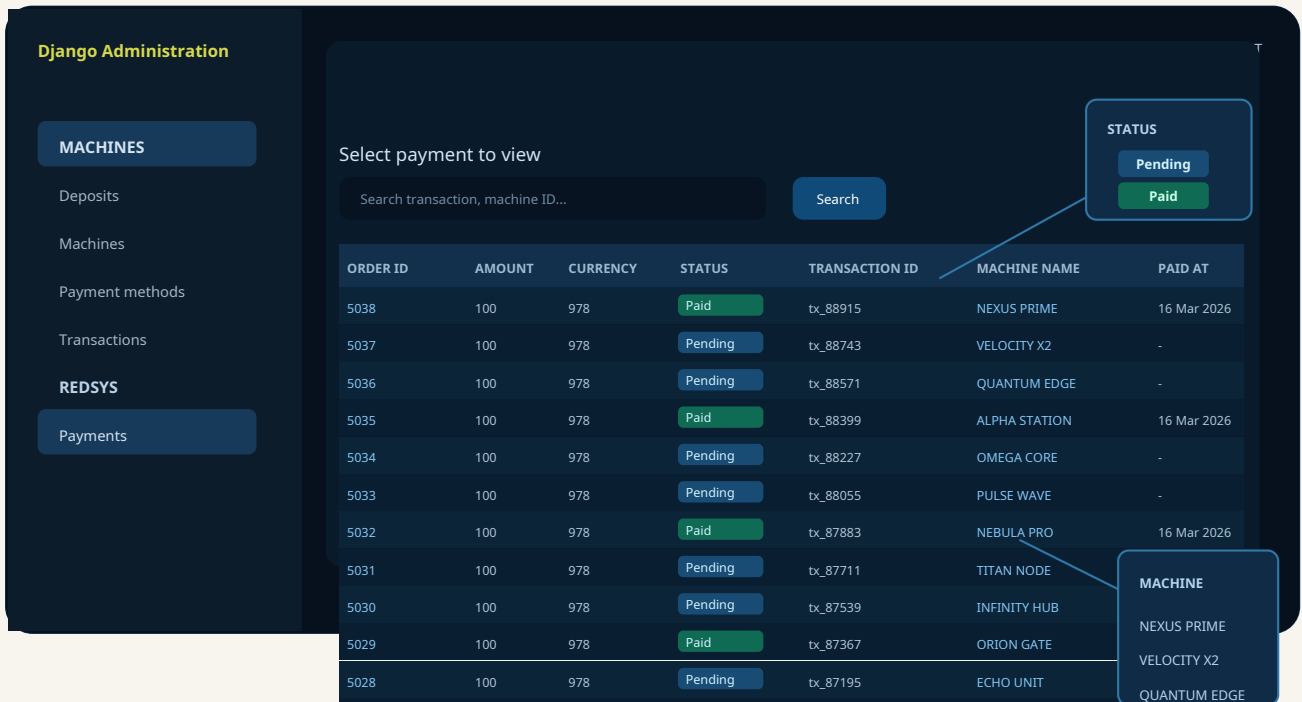 Django Administration
MACHINES
Deposits
Machines
Payment methods
Transactions
REDSYS
Payments
T
Select payment to view
Search transaction, machine ID...
Search
STATUS
Pending
Paid
ORDER ID AMOUNT CURRENCY STATUS TRANSACTION ID MACHINE NAME PAID AT
5038 100 978 Paid tx_88915 NEXUS PRIME 16 Mar 2026
5037 100 978 Pending tx_88743 VELOCITY X2 -
5036 100 978 Pending tx_88571 QUANTUM EDGE -
5035 100 978 Paid tx_88399 ALPHA STATION 16 Mar 2026
5034 100 978 Pending tx_88227 OMEGA CORE -
5033 100 978 Pending tx_88055 PULSE WAVE -
5032 100 978 Paid tx_87883 NEBULA PRO 16 Mar 2026
5031 100 978 Pending tx_87711 TITAN NODE
5030 100 978 Pending tx_87539 INFINITY HUB
5029 100 978 Paid tx_87367 ORION GATE
5028 100 978 Pending tx_87195 ECHO UNIT
MACHINE
NEXUS PRIME
VELOCITY X2
QUANTUM EDGE